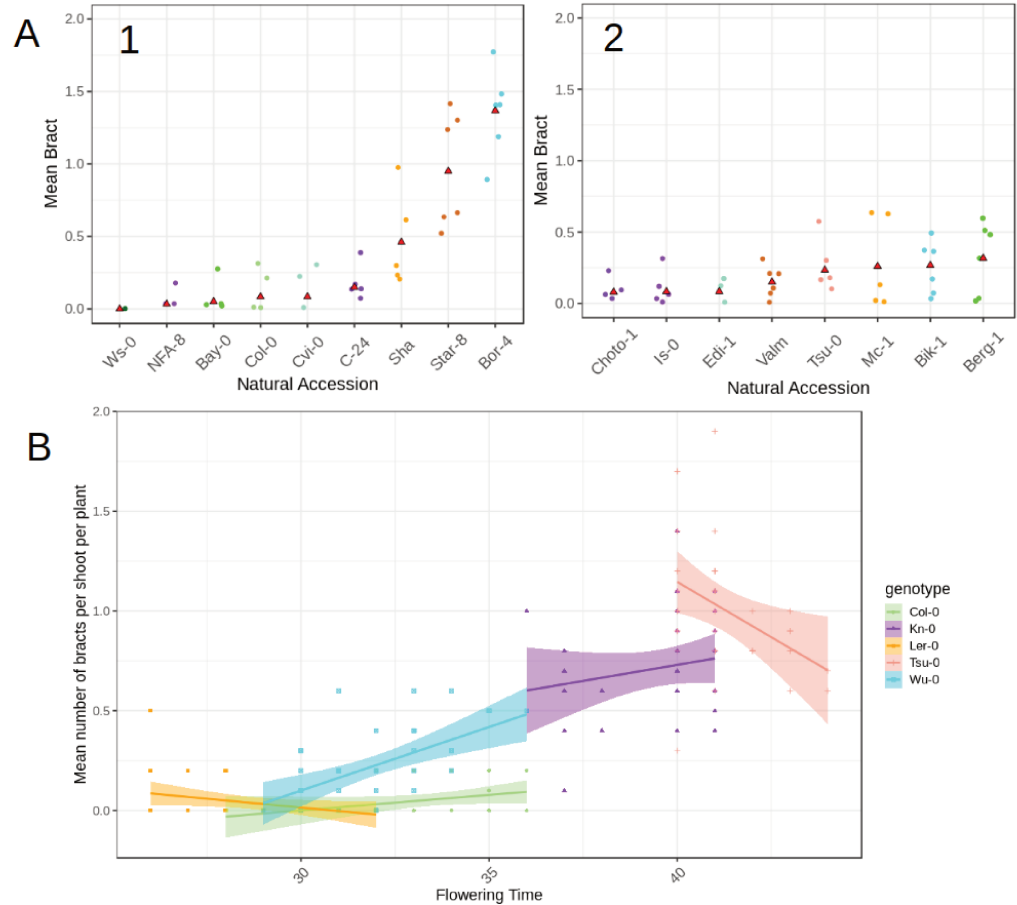 A
1
2.0
1.5
1.0
0.5
0.0
Mean Bract
Ws-0
NFA-8
Bay-0
Col-0
Cvi-0
C-24
Sha
Star-8
Bor-4
Natural Accession
2
2.0
1.5
1.0
0.5
0.0
Mean Bract
Choto-1
Is-0
Edi-1
Valm
Tsu-0
Mc-1
Bik-1
Berg-1
Natural Accession
B
2.0
1.5
1.0
0.5
0.0
Mean number of bracts per shoot per plant
30
35
40
Flowering Time
genotype
Col-0
Kn-0
Ler-0
Tsu-0
Wu-0